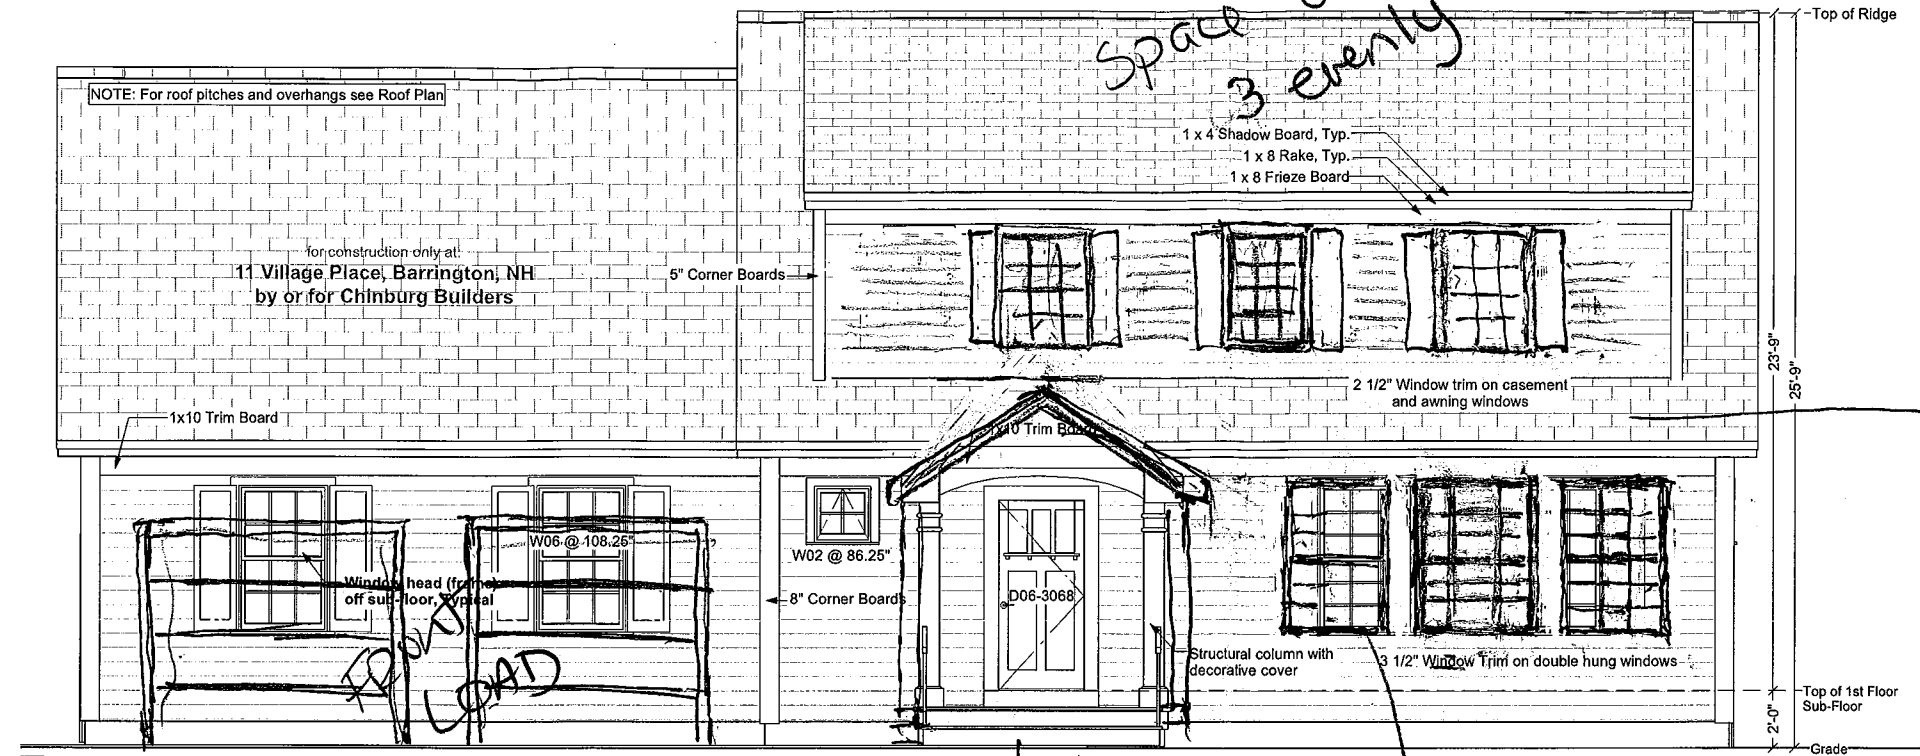 Space
3 evenly
Top of Ridge
NOTE: For roof pitches and overhangs see Roof Plan
1 x 4 Shadow Board, Typ.
1 x 8 Rake, Typ.
1 x 8 Frieze Board
for construction only at:
11 Village Place, Barrington, NH
by or for Chinburg Builders
5" Corner Boards
23'-9"
25'-9"
2 1/2" Window trim on casement
and awning windows
1x10 Trim Board
1x10 Trim Board
W06 @ 108.25"
W02 @ 86.25"
Window head (frame)
off sub-floor, Typical
8" Corner Boards
D06-3068
FRONT
LOAD
Structural column with
decorative cover
3 1/2" Window Trim on double hung windows
Top of 1st Floor
Sub-Floor
2'-0"
Grade